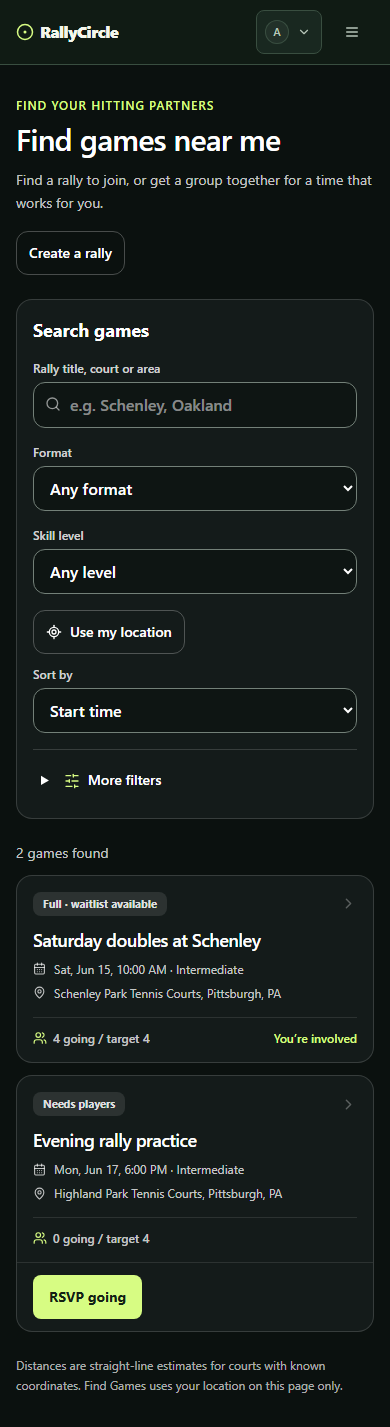 RallyCircle
A
FIND YOUR HITTING PARTNERS
Find games near me
Find a rally to join, or get a group together for a time that
works for you.
Create a rally
Search games
Rally title, court or area
e.g. Schenley, Oakland
Format
Any format
Skill level
Any level
Use my location
Sort by
Start time
More filters
2 games found
Full · waitlist available
Saturday doubles at Schenley
Sat, Jun 15, 10:00 AM · Intermediate
Schenley Park Tennis Courts, Pittsburgh, PA
4 going / target 4
You’re involved
Needs players
Evening rally practice
Mon, Jun 17, 6:00 PM · Intermediate
Highland Park Tennis Courts, Pittsburgh, PA
0 going / target 4
RSVP going
Distances are straight-line estimates for courts with known
coordinates. Find Games uses your location on this page only.